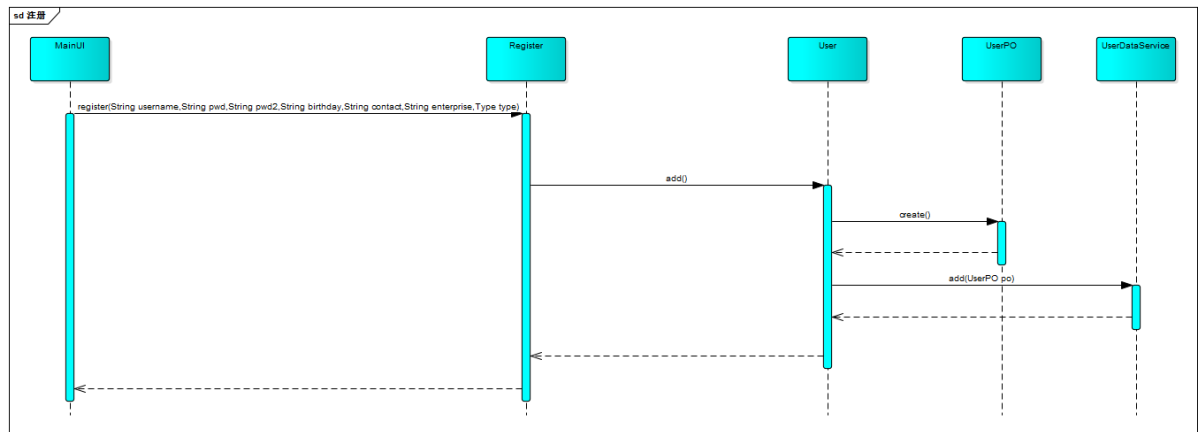 sd 注册
MainUI
Register
User
UserPO
UserDataService
register(String username,String pwd,String pwd2,String birthday,String contact,String enterprise,Type type)
add()
create()
add(UserPO po)